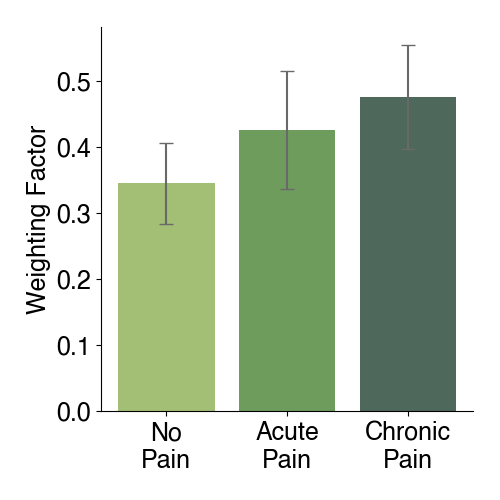 Weighting Factor
0.5
0.4
0.3
0.2
0.1
0.0
No
Pain
Acute
Pain
Chronic
Pain